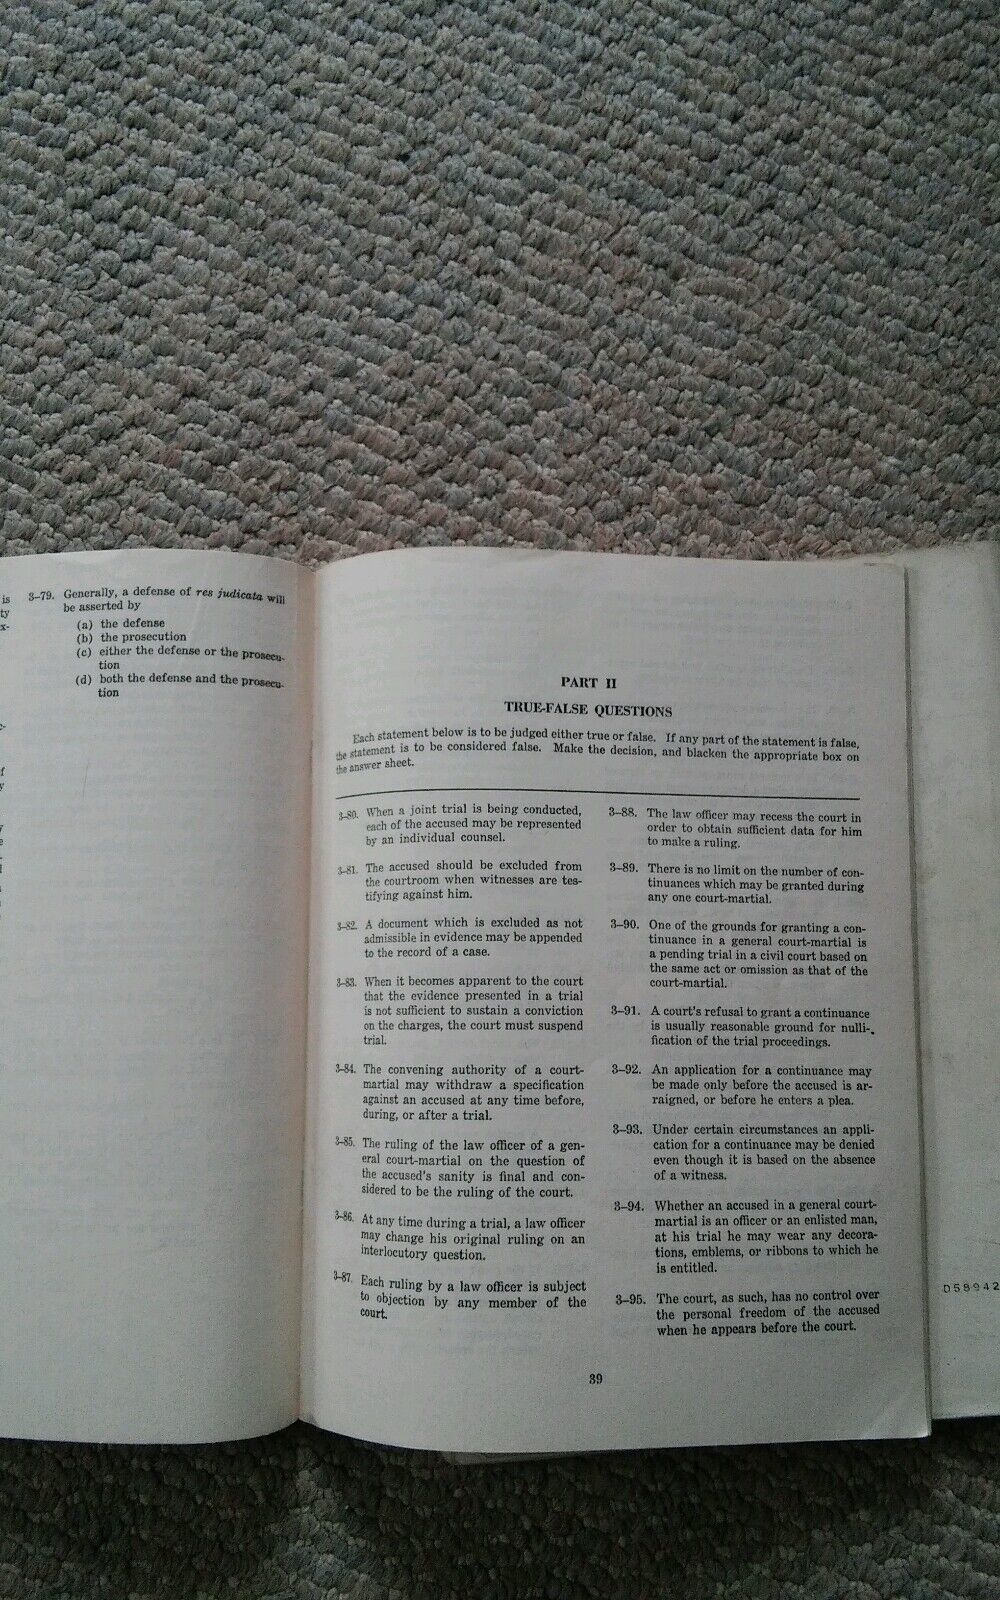 is
ty
x-
3–79. Generally, a defense of res judicata will
be asserted by
(a) the defense
(b) the prosecution
(c) either the defense or the prosecu-
tion
(d) both the defense and the prosecu-
tion
PART II
TRUE-FALSE QUESTIONS
Each statement below is to be judged either true or false. If any part of the statement is false,
the statement is to be considered false. Make the decision, and blacken the appropriate box on
the answer sheet.
3–80. When a joint trial is being conducted,
each of the accused may be represented
by an individual counsel.
3–81. The accused should be excluded from
the courtroom when witnesses are tes-
tifying against him.
3–82. A document which is excluded as not
admissible in evidence may be appended
to the record of a case.
3–83. When it becomes apparent to the court
that the evidence presented in a trial
is not sufficient to sustain a conviction
on the charges, the court must suspend
trial.
3–84. The convening authority of a court-
martial may withdraw a specification
against an accused at any time before,
during, or after a trial.
3–85. The ruling of the law officer of a gen-
eral court-martial on the question of
the accused's sanity is final and con-
sidered to be the ruling of the court.
3–86. At any time during a trial, a law officer
may change his original ruling on an
interlocutory question.
3–87. Each ruling by a law officer is subject
to objection by any member of the
court.
3–88. The law officer may recess the court in
order to obtain sufficient data for him
to make a ruling.
3–89. There is no limit on the number of con-
tinuances which may be granted during
any one court-martial.
3–90. One of the grounds for granting a con-
tinuance in a general court-martial is
a pending trial in a civil court based on
the same act or omission as that of the
court-martial.
3–91. A court's refusal to grant a continuance
is usually reasonable ground for nulli-
fication of the trial proceedings.
3–92. An application for a continuance may
be made only before the accused is ar-
raigned, or before he enters a plea.
3–93. Under certain circumstances an appli-
cation for a continuance may be denied
even though it is based on the absence
of a witness.
3–94. Whether an accused in a general court-
martial is an officer or an enlisted man,
at his trial he may wear any decora-
tions, emblems, or ribbons to which he
is entitled.
3–95. The court, as such, has no control over
the personal freedom of the accused
when he appears before the court.
39
D58942